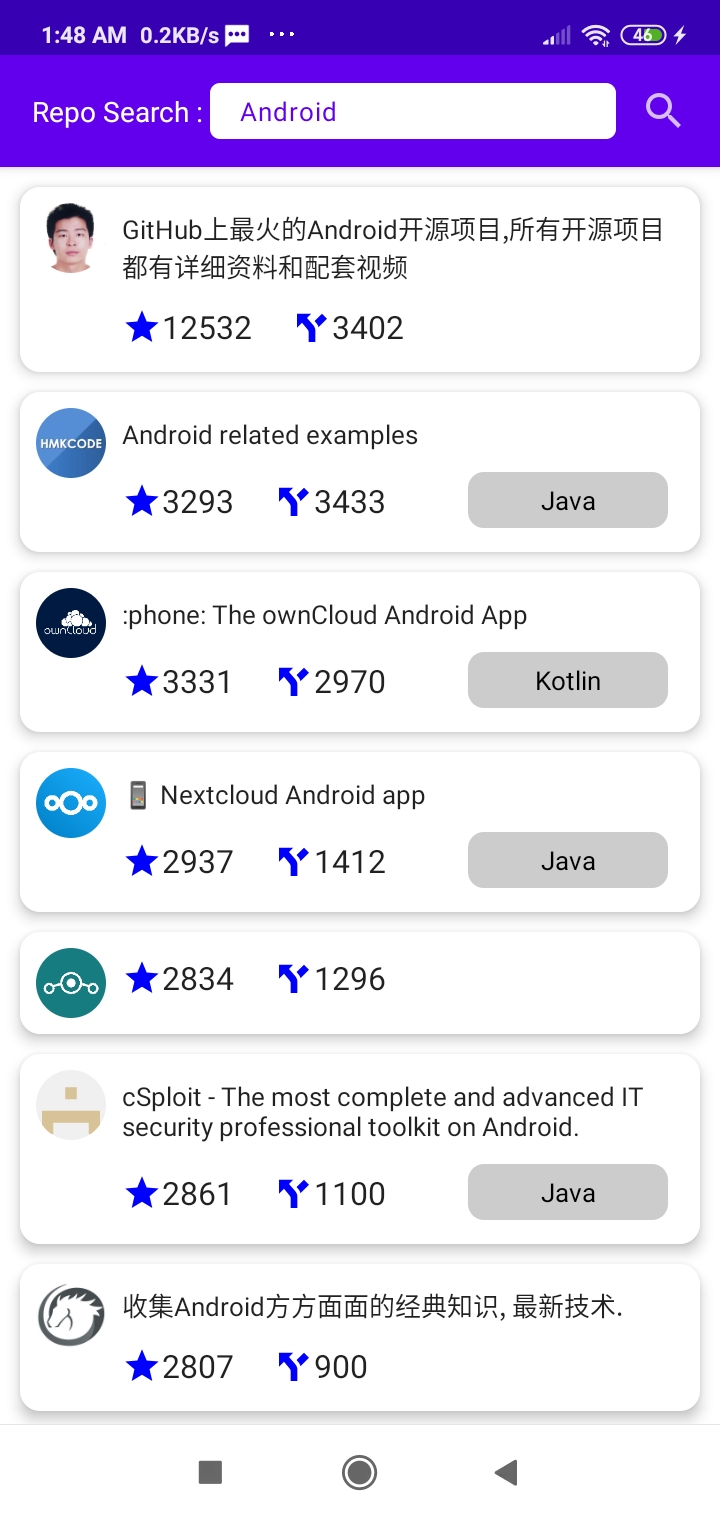 1:48 AM 0.2KB/s ... 46
Repo Search : Android
GitHub上最火的Android开源项目,所有开源项目
都有详细资料和配套视频
12532 3402
HMKCODE
Android related examples
3293 3433 Java
ownCloud
:phone: The ownCloud Android App
3331 2970 Kotlin
📱 Nextcloud Android app
2937 1412 Java
2834 1296
cSploit - The most complete and advanced IT
security professional toolkit on Android.
2861 1100 Java
收集Android方方面面的经典知识, 最新技术.
2807 900